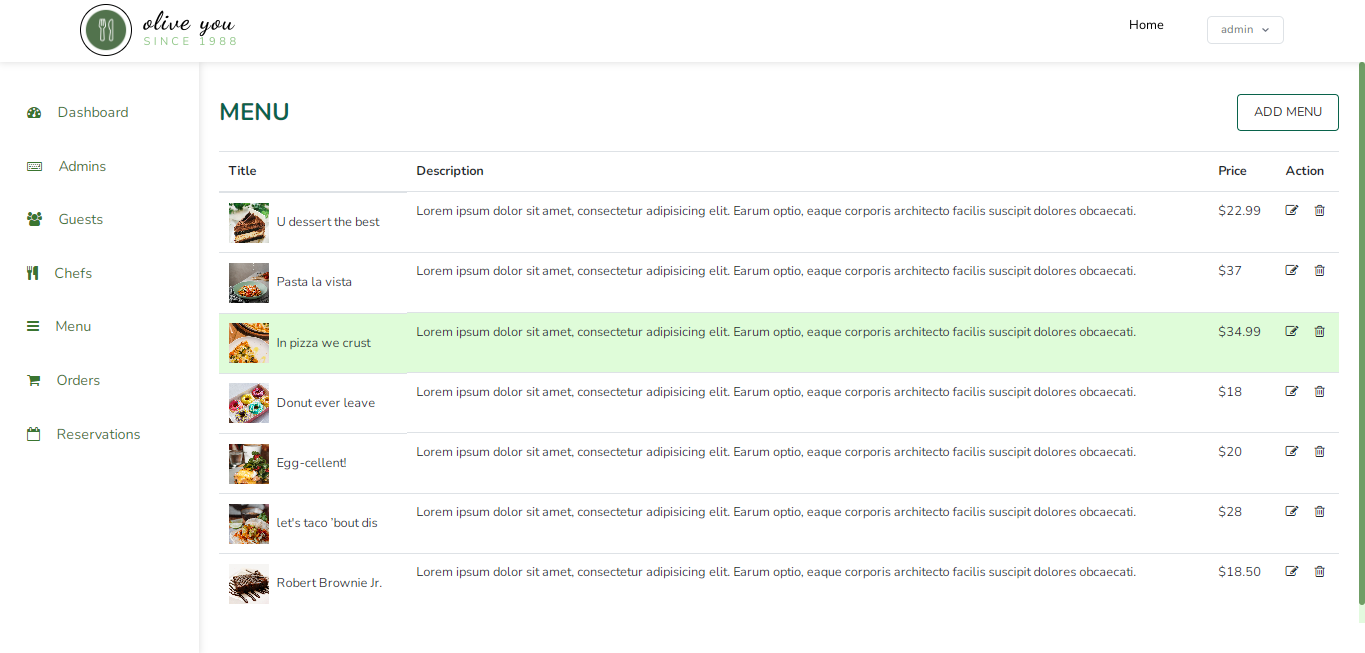 olive you
SINCE 1988
Home
admin
Dashboard
Admins
Guests
Chefs
Menu
Orders
Reservations
MENU
ADD MENU
Title Description Price Action
U dessert the best Lorem ipsum dolor sit amet, consectetur adipisicing elit. Earum optio, eaque corporis architecto facilis suscipit dolores obcaecati. $22.99
Pasta la vista Lorem ipsum dolor sit amet, consectetur adipisicing elit. Earum optio, eaque corporis architecto facilis suscipit dolores obcaecati. $37
In pizza we crust Lorem ipsum dolor sit amet, consectetur adipisicing elit. Earum optio, eaque corporis architecto facilis suscipit dolores obcaecati. $34.99
Donut ever leave Lorem ipsum dolor sit amet, consectetur adipisicing elit. Earum optio, eaque corporis architecto facilis suscipit dolores obcaecati. $18
Egg-cellent! Lorem ipsum dolor sit amet, consectetur adipisicing elit. Earum optio, eaque corporis architecto facilis suscipit dolores obcaecati. $20
let's taco 'bout dis Lorem ipsum dolor sit amet, consectetur adipisicing elit. Earum optio, eaque corporis architecto facilis suscipit dolores obcaecati. $28
Robert Brownie Jr. Lorem ipsum dolor sit amet, consectetur adipisicing elit. Earum optio, eaque corporis architecto facilis suscipit dolores obcaecati. $18.50